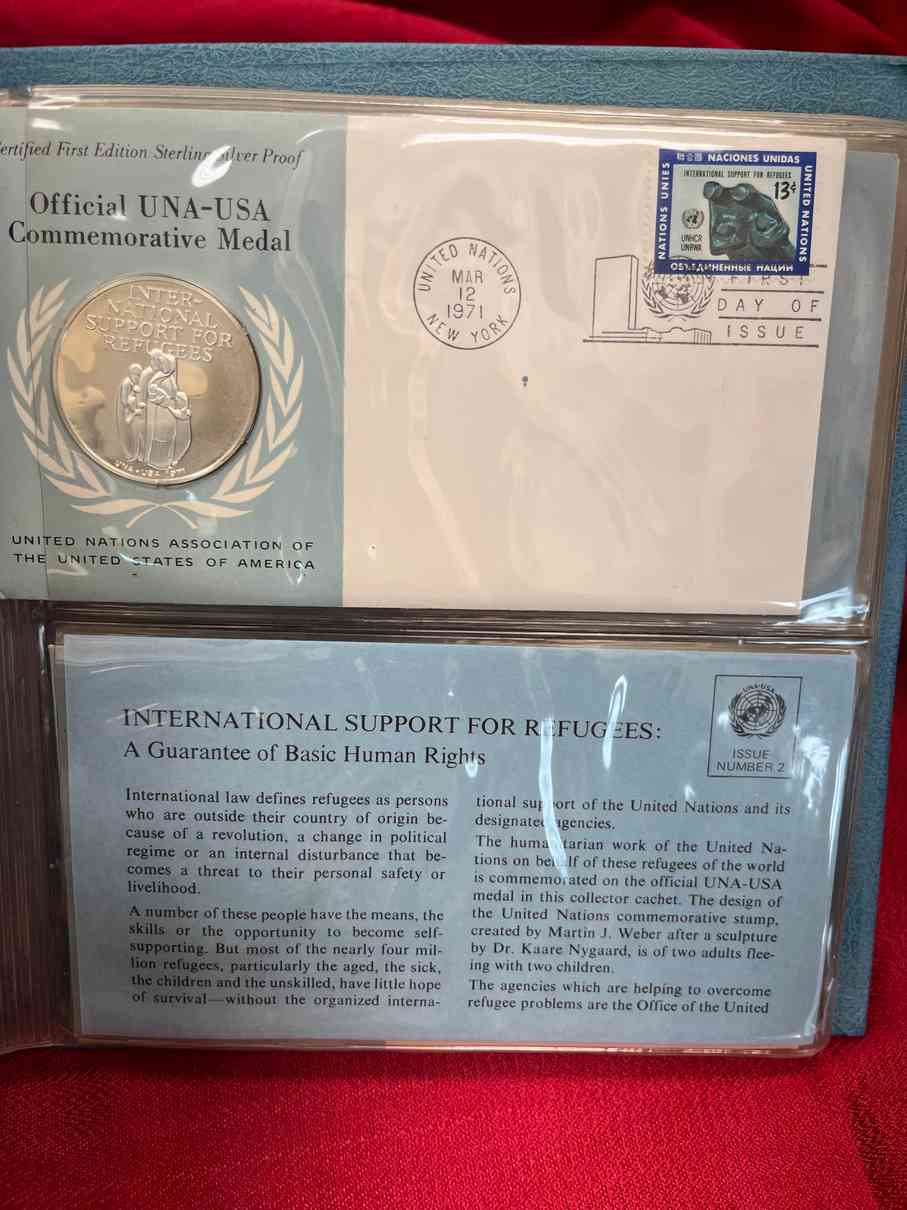 Certified First Edition Sterling Silver Proof
Official UNA-USA
Commemorative Medal
INTER-
NATIONAL
SUPPORT FOR
REFUGEES
UNA-USA 1971
UNITED NATIONS ASSOCIATION OF
THE UNITED STATES OF AMERICA
UNITED NATIONS
MAR
12
1971
NEW YORK
NACIONES UNIDAS
NATIONS UNIES
UNITED NATIONS
INTERNATIONAL SUPPORT FOR REFUGEES
13¢
UNHCR
UNRWA
ОБЪЕДИНЕННЫЕ НАЦИИ
FIRST
DAY OF
ISSUE
INTERNATIONAL SUPPORT FOR REFUGEES:
A Guarantee of Basic Human Rights
UNA-USA
ISSUE
NUMBER 2
International law defines refugees as persons
who are outside their country of origin be-
cause of a revolution, a change in political
regime or an internal disturbance that be-
comes a threat to their personal safety or
livelihood.
A number of these people have the means, the
skills or the opportunity to become self-
supporting. But most of the nearly four mil-
lion refugees, particularly the aged, the sick,
the children and the unskilled, have little hope
of survival—without the organized interna-
tional support of the United Nations and its
designated agencies.
The humanitarian work of the United Na-
tions on behalf of these refugees of the world
is commemorated on the official UNA-USA
medal in this collector cachet. The design of
the United Nations commemorative stamp,
created by Martin J. Weber after a sculpture
by Dr. Kaare Nygaard, is of two adults flee-
ing with two children.
The agencies which are helping to overcome
refugee problems are the Office of the United